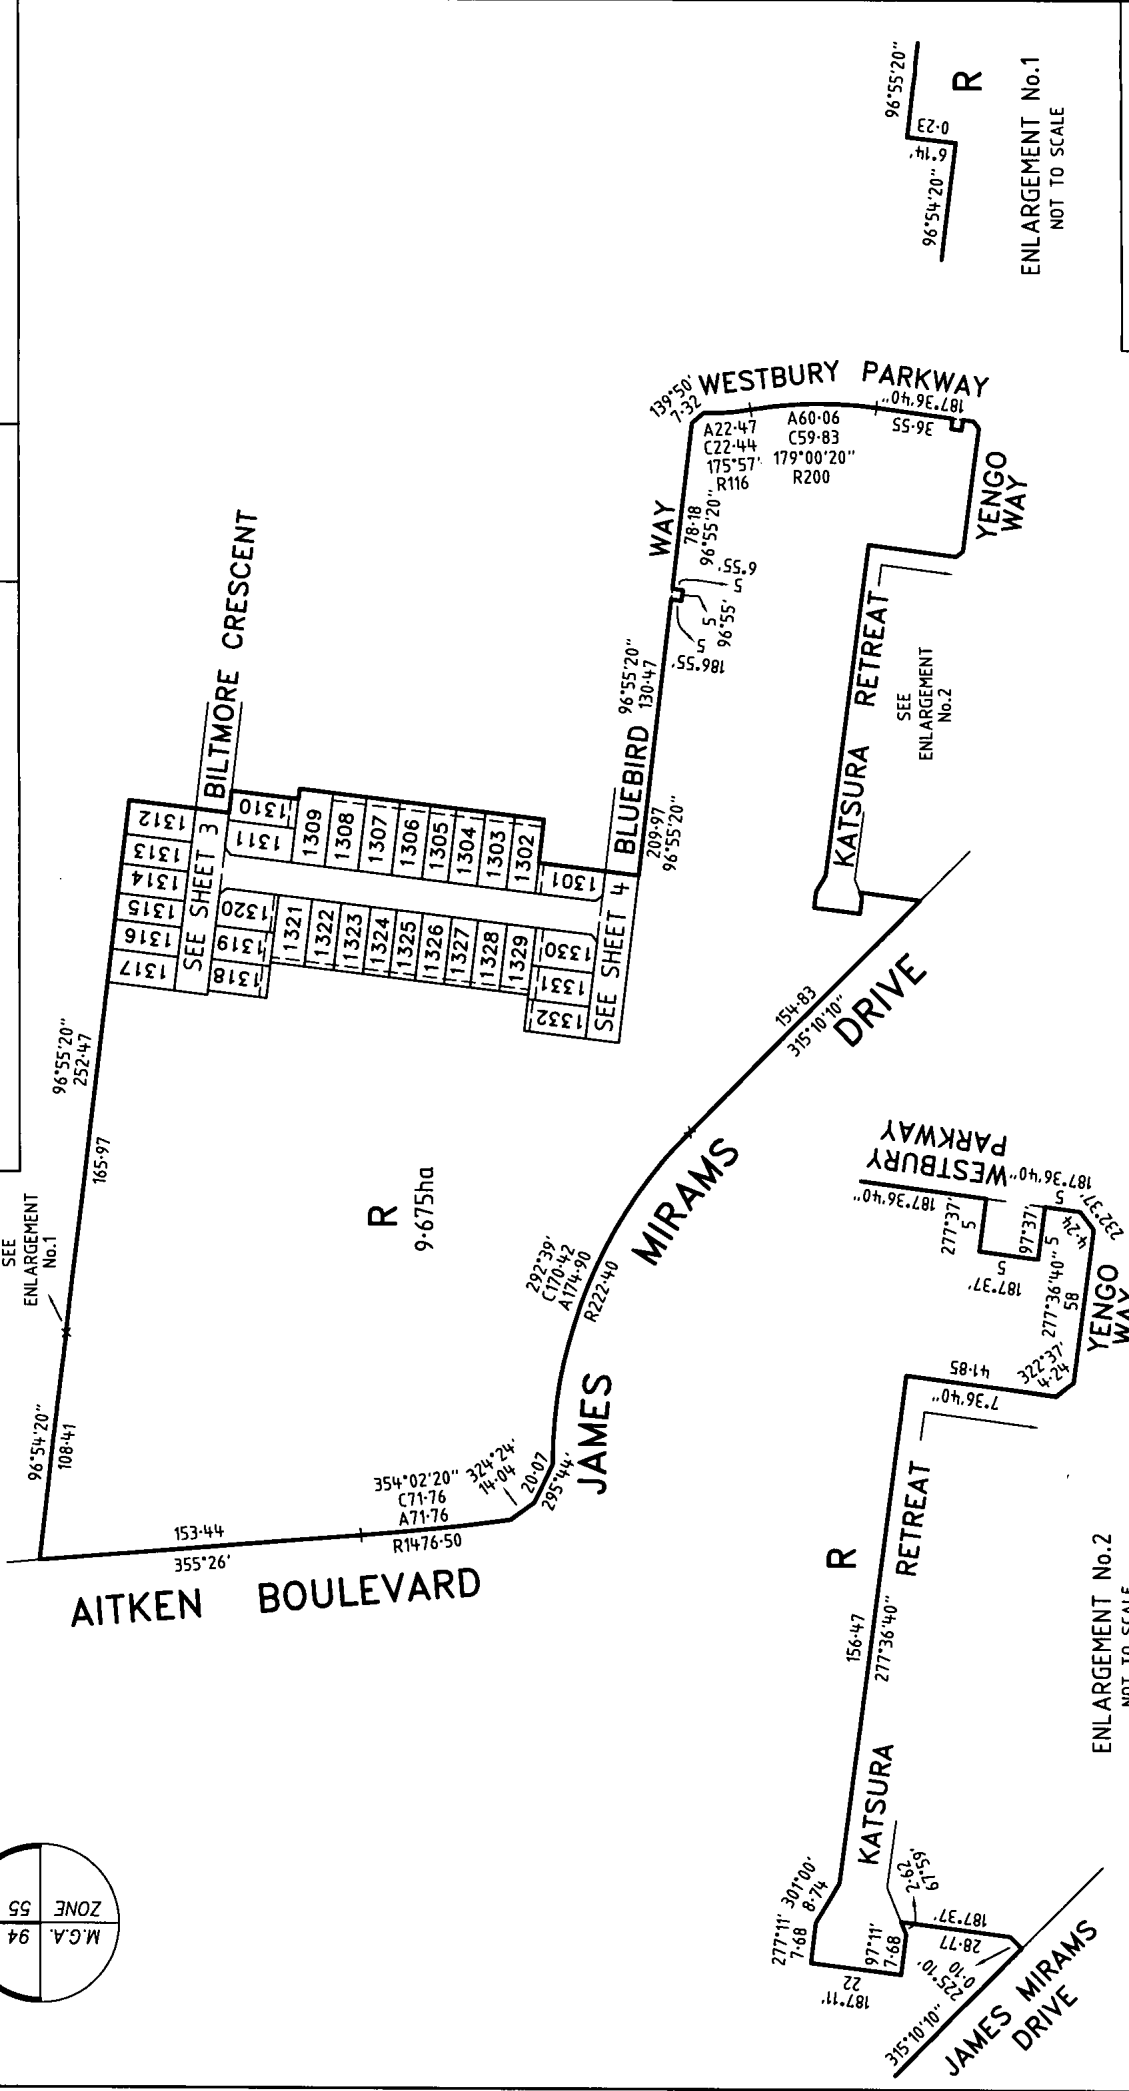 96°55'20"
0·23
6°14'
96°54'20"
R
ENLARGEMENT No.1
NOT TO SCALE
WESTBURY PARKWAY
139°50'
7·32
A22·47
C22·44
175°57'
R116
A60·06
C59·83
179°00'20"
R200
187°36'40"
36·55
YENGO
WAY
BILTMORE CRESCENT
BLUEBIRD WAY
78·18
96°55'20"
6°55'
5
5
96°55'
5
186°55'
96°55'20"
130·47
209·97
96°55'20"
KATSURA RETREAT
SEE
ENLARGEMENT
No.2
1312
1313
1314
1315
1316
1317
SEE SHEET 3
1310
1311
1309
1308
1307
1306
1305
1304
1303
1302
1301
1320
1319
1318
1321
1322
1323
1324
1325
1326
1327
1328
1329
1330
1331
1332
SEE SHEET 4
96°55'20"
252·47
165·97
SEE
ENLARGEMENT
No.1
96°54'20"
108·41
R
9·675ha
154·83
315°10'10"
JAMES MIRAMS DRIVE
292°39'
C170·42
A174·90
R222·40
20·07
295°44'
324°24'
14·04
354°02'20"
C71·76
A71·76
R1476·50
153·44
355°26'
AITKEN BOULEVARD
WESTBURY
PARKWAY
187°36'40"
187°36'40"
5
277°37'
5
187°37'
5
97°37'
5
232°37'
4·24
277°36'40"
58
YENGO
WAY
322°37'
4·24
41·85
7°36'40"
R
KATSURA RETREAT
156·47
277°36'40"
301°00'
8·74
277°11'
7·68
187°11'
22
97°11'
7·68
67°59'
2·62
187°37'
28·77
225°10'
0·10
315°10'10"
JAMES MIRAMS
DRIVE
ENLARGEMENT No.2
NOT TO SCALE
M.G.A. 94
ZONE 55